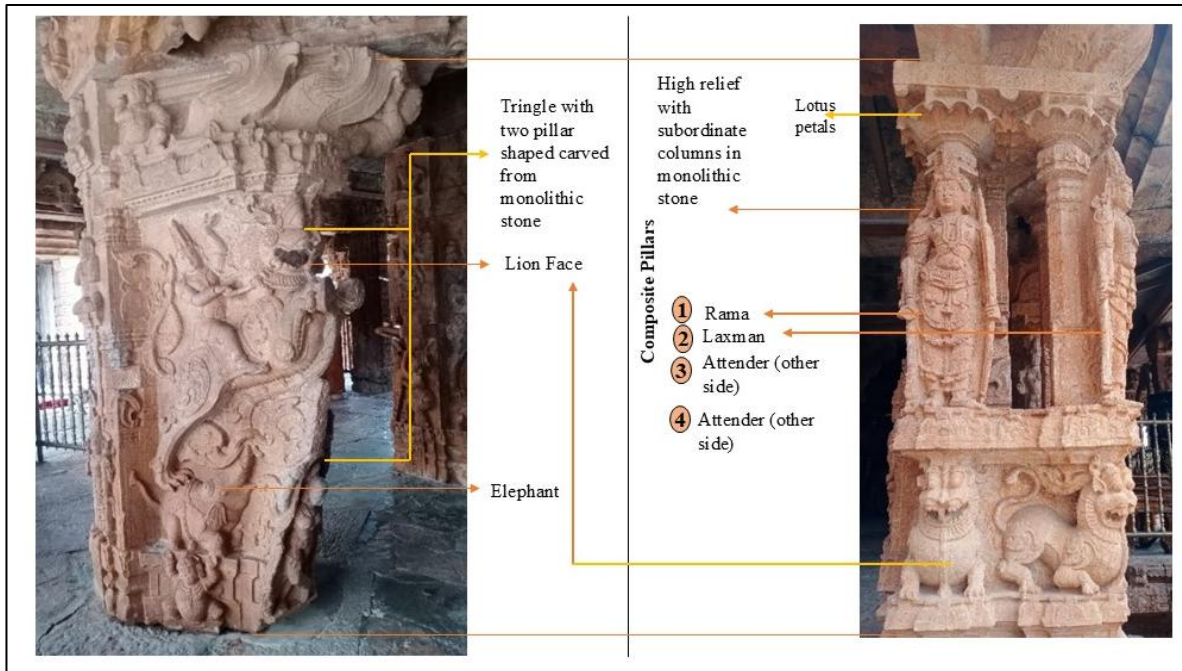 Tringle with
two pillar
shaped carved
from
monolithic
stone
Lion Face
Elephant
High relief
with
subordinate
columns in
monolithic
stone
Lotus
petals
Composite Pillars
1 Rama
2 Laxman
3 Attender (other
side)
4 Attender (other
side)